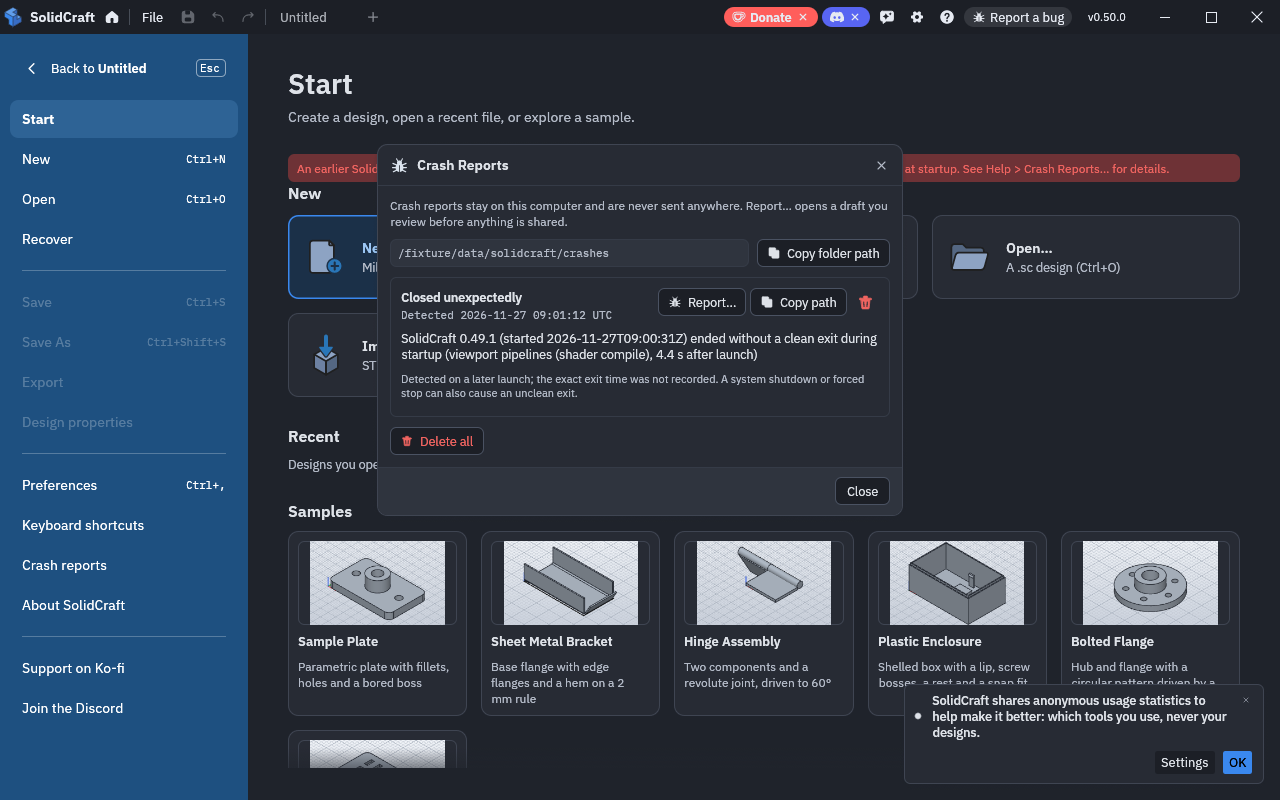 SolidCraft
File
Untitled
Donate
Report a bug
v0.50.0
Back to Untitled
Esc
Start
New
Ctrl+N
Open
Ctrl+O
Recover
Save
Ctrl+S
Save As
Ctrl+Shift+S
Export
Design properties
Preferences
Ctrl+,
Keyboard shortcuts
Crash reports
About SolidCraft
Support on Ko-fi
Join the Discord
Start
Create a design, open a recent file, or explore a sample.
An earlier Solid
at startup. See Help > Crash Reports... for details.
New
Open...
A .sc design (Ctrl+O)
Crash Reports
Crash reports stay on this computer and are never sent anywhere. Report... opens a draft you
review before anything is shared.
/fixture/data/solidcraft/crashes
Copy folder path
Closed unexpectedly
Detected 2026-11-27 09:01:12 UTC
Report...
Copy path
SolidCraft 0.49.1 (started 2026-11-27T09:00:31Z) ended without a clean exit during
startup (viewport pipelines (shader compile), 4.4 s after launch)
Detected on a later launch; the exact exit time was not recorded. A system shutdown or forced
stop can also cause an unclean exit.
Delete all
Close
Recent
Designs you ope
Samples
Sample Plate
Parametric plate with fillets,
holes and a bored boss
Sheet Metal Bracket
Base flange with edge
flanges and a hem on a 2
mm rule
Hinge Assembly
Two components and a
revolute joint, driven to 60°
Plastic Enclosure
Shelled box with a lip, screw
bosses, a rest and a snap fit
Bolted Flange
Hub and flange with a
circular pattern driven by a
SolidCraft shares anonymous usage statistics to
help make it better: which tools you use, never your
designs.
Settings
OK